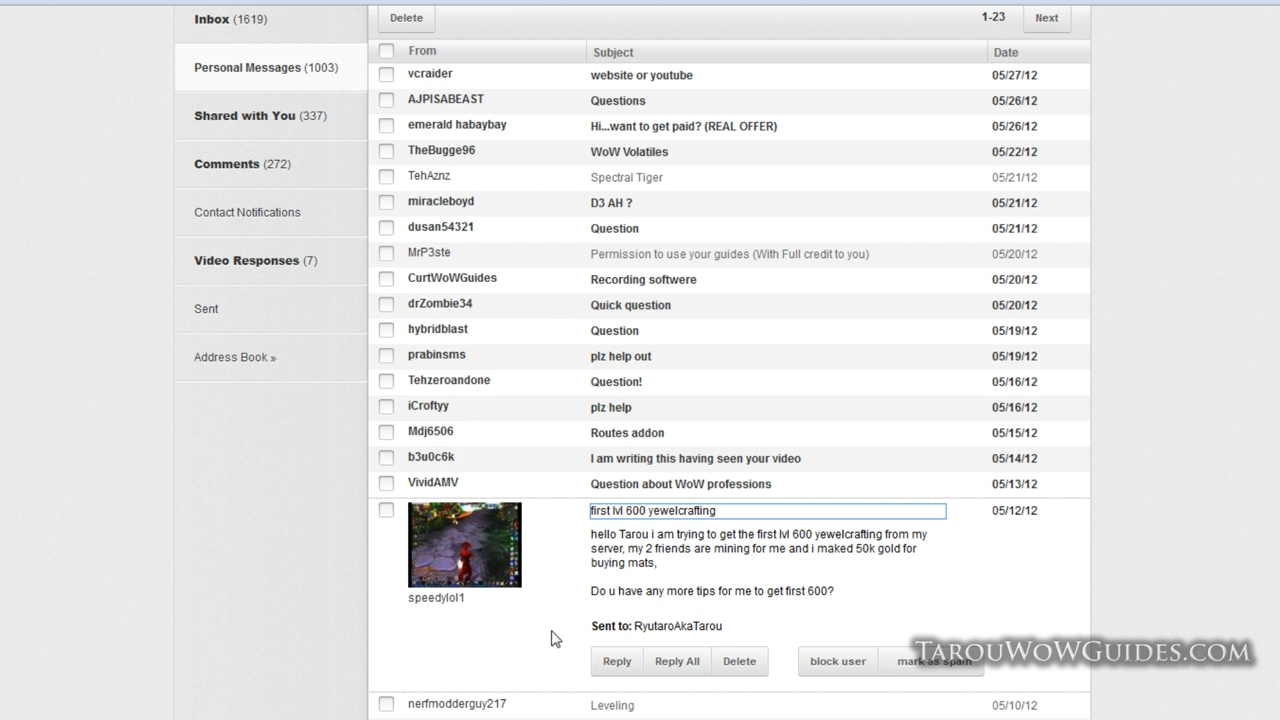 Inbox (1619)
Delete
1-23
Next
From
Subject
Date
Personal Messages (1003)
vcraider website or youtube 05/27/12
AJPISABEAST Questions 05/26/12
Shared with You (337)
emerald habaybay Hi...want to get paid? (REAL OFFER) 05/26/12
TheBugge96 WoW Volatiles 05/22/12
Comments (272)
TehAznz Spectral Tiger 05/21/12
miracleboyd D3 AH ? 05/21/12
Contact Notifications
dusan54321 Question 05/21/12
MrP3ste Permission to use your guides (With Full credit to you) 05/20/12
Video Responses (7)
CurtWoWGuides Recording softwere 05/20/12
drZombie34 Quick question 05/20/12
Sent
hybridblast Question 05/19/12
prabinsms plz help out 05/19/12
Address Book »
Tehzeroandone Question! 05/16/12
iCroftyy plz help 05/16/12
Mdj6506 Routes addon 05/15/12
b3u0c6k I am writing this having seen your video 05/14/12
VividAMV Question about WoW professions 05/13/12
first lvl 600 yewelcrafting 05/12/12
hello Tarou i am trying to get the first lvl 600 yewelcrafting from my
server, my 2 friends are mining for me and i maked 50k gold for
buying mats,
Do u have any more tips for me to get first 600?
speedylol1
Sent to: RyutaroAkaTarou
Reply Reply All Delete block user mark as spam
TarouWoWGuides.com
nerfmodderguy217 Leveling 05/10/12